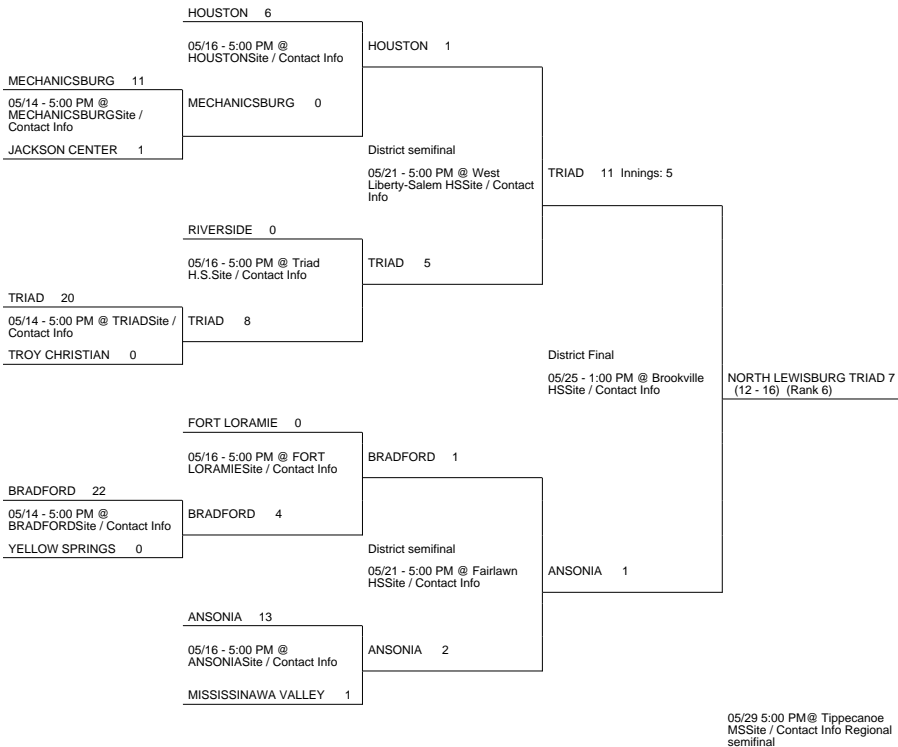 HOUSTON 6
05/16 - 5:00 PM @
HOUSTONSite / Contact Info
HOUSTON 1
MECHANICSBURG 11
05/14 - 5:00 PM @
MECHANICSBURGSite /
Contact Info
MECHANICSBURG 0
JACKSON CENTER 1
District semifinal
05/21 - 5:00 PM @ West
Liberty-Salem HSSite / Contact
Info
TRIAD 11 Innings: 5
RIVERSIDE 0
05/16 - 5:00 PM @ Triad
H.S.Site / Contact Info
TRIAD 5
TRIAD 20
05/14 - 5:00 PM @ TRIADSite /
Contact Info
TRIAD 8
TROY CHRISTIAN 0
District Final
05/25 - 1:00 PM @ Brookville
HSSite / Contact Info
NORTH LEWISBURG TRIAD 7
(12 - 16) (Rank 6)
FORT LORAMIE 0
05/16 - 5:00 PM @ FORT
LORAMIESite / Contact Info
BRADFORD 1
BRADFORD 22
05/14 - 5:00 PM @
BRADFORDSite / Contact Info
BRADFORD 4
YELLOW SPRINGS 0
District semifinal
05/21 - 5:00 PM @ Fairlawn
HSSite / Contact Info
ANSONIA 1
ANSONIA 13
05/16 - 5:00 PM @
ANSONIASite / Contact Info
ANSONIA 2
MISSISSINAWA VALLEY 1
05/29 5:00 PM@ Tippecanoe
MSSite / Contact Info Regional
semifinal